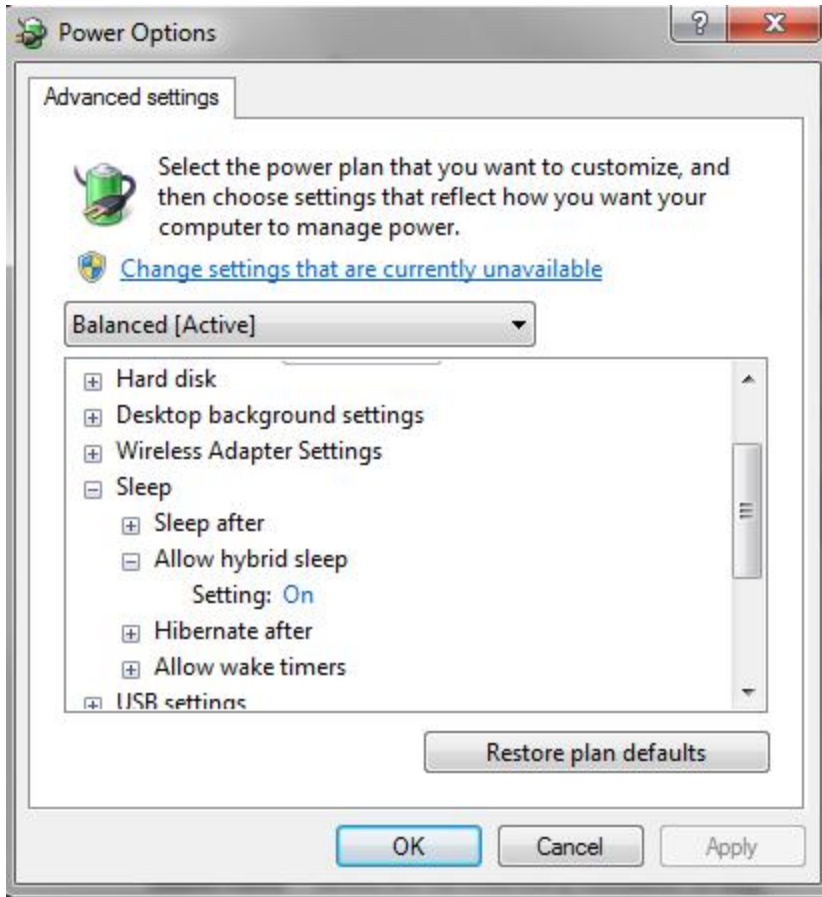 Power Options
Advanced settings
Select the power plan that you want to customize, and
then choose settings that reflect how you want your
computer to manage power.
Change settings that are currently unavailable
Balanced [Active]
Hard disk
Desktop background settings
Wireless Adapter Settings
Sleep
Sleep after
Allow hybrid sleep
Setting: On
Hibernate after
Allow wake timers
USB settings
Restore plan defaults
OK Cancel Apply